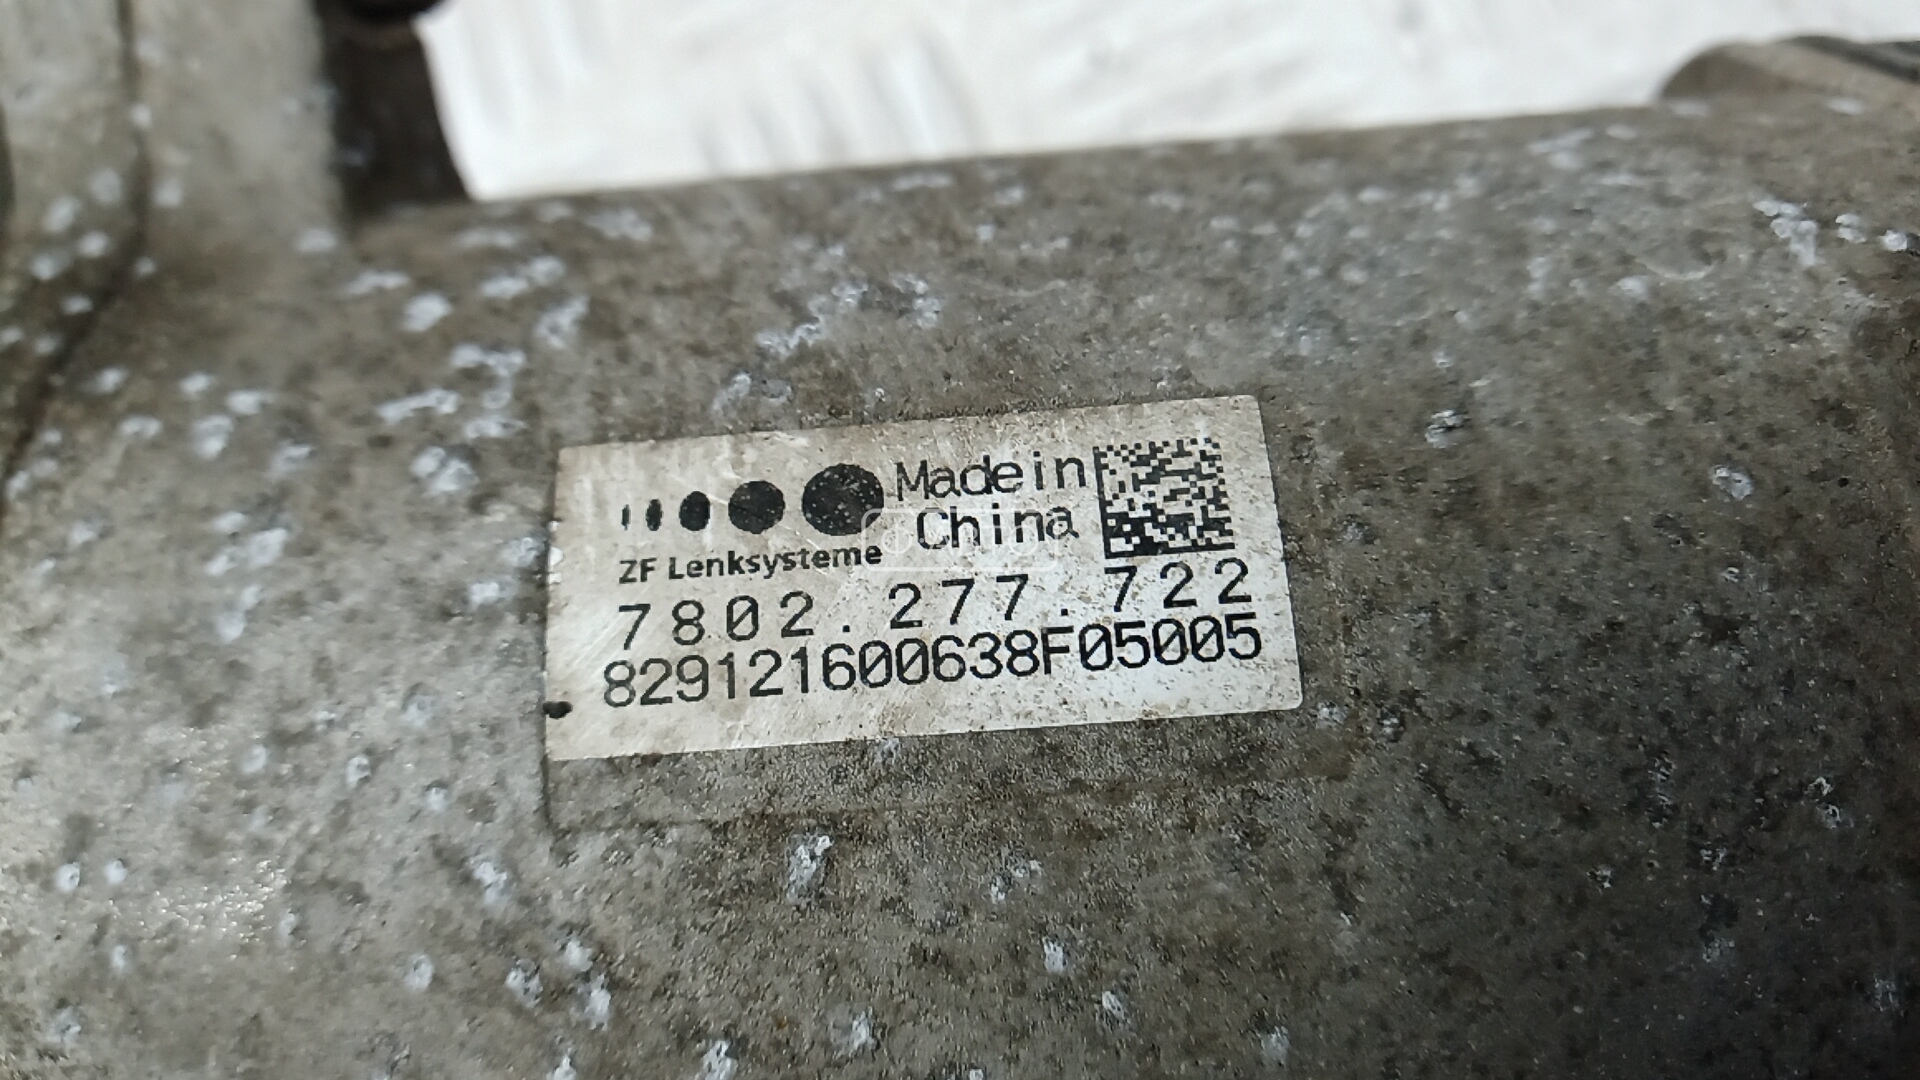 Made in
China
ZF Lenksysteme
7802.277.722
829121600638F05005